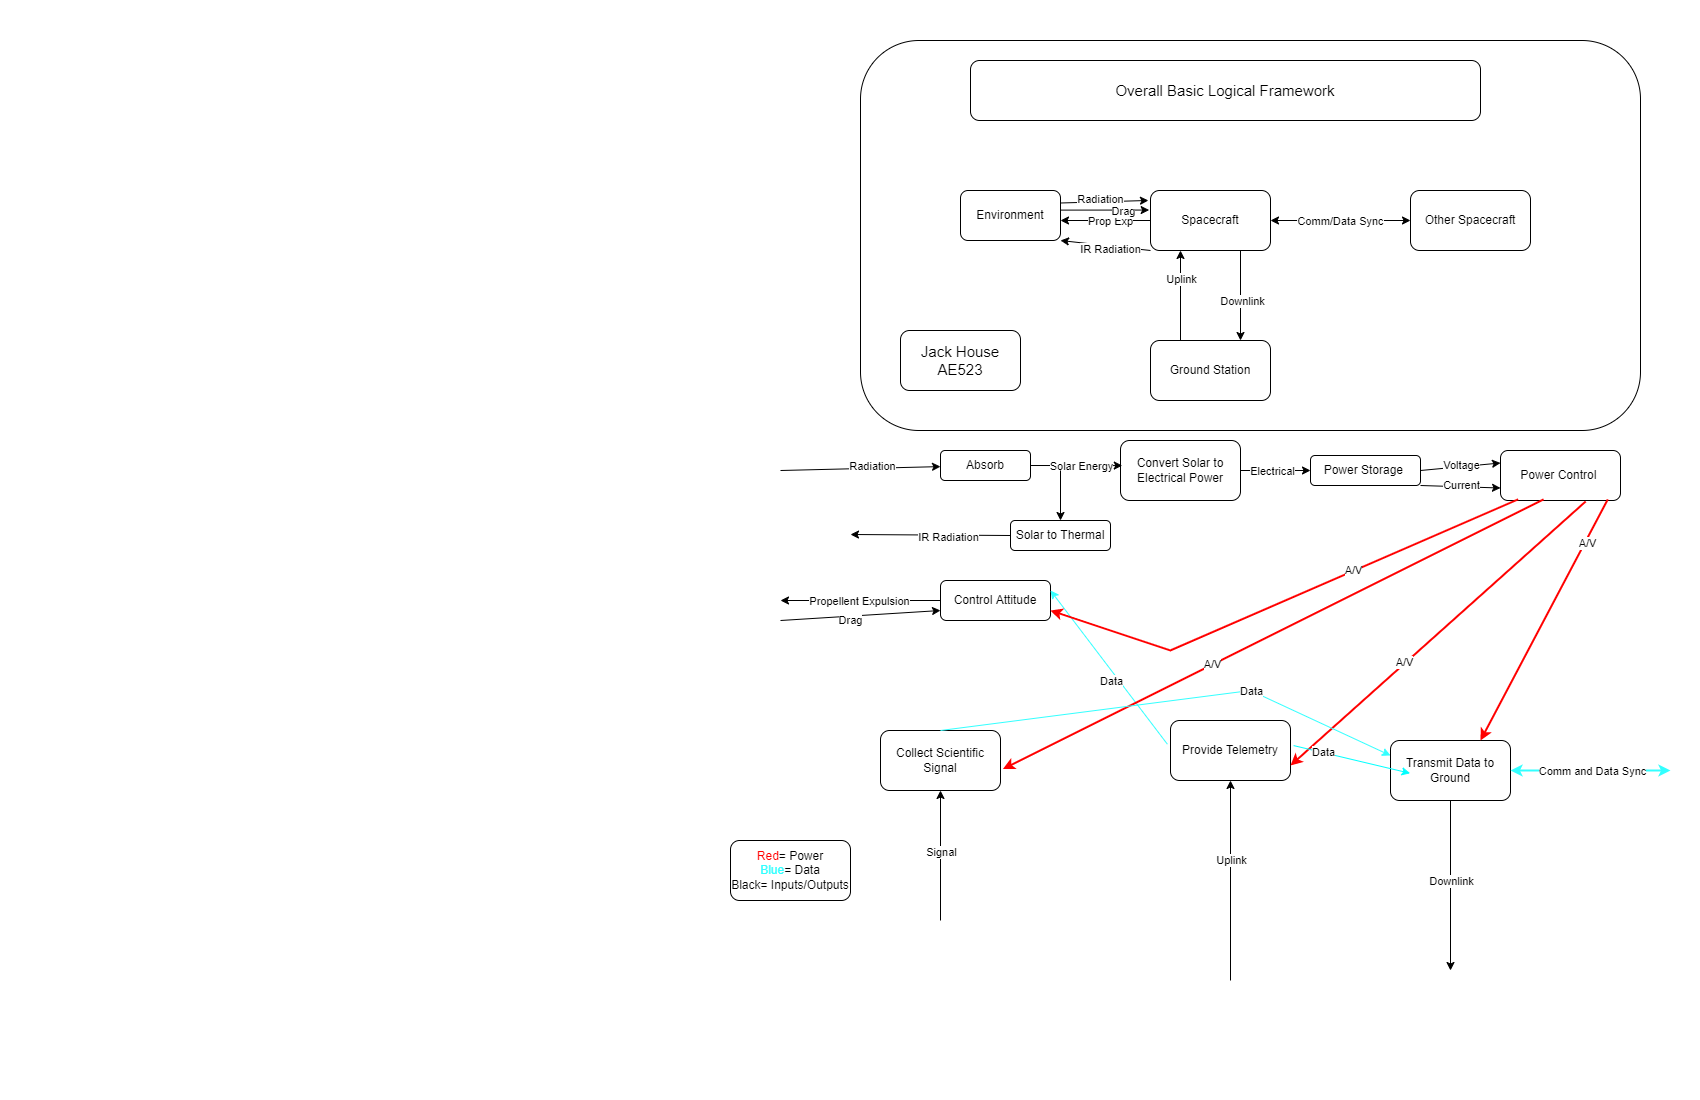 Overall Basic Logical Framework
Environment
Radiation
Drag
Prop Exp
IR Radiation
Spacecraft
Comm/Data Sync
Other Spacecraft
Uplink
Downlink
Jack House
AE523
Ground Station
Radiation
Absorb
Solar Energy
Convert Solar to
Electrical Power
Electrical
Power Storage
Voltage
Current
Power Control
IR Radiation
Solar to Thermal
A/V
A/V
Propellent Expulsion
Control Attitude
Drag
A/V
A/V
Data
Data
Collect Scientific
Signal
Provide Telemetry
Data
Transmit Data to
Ground
Comm and Data Sync
Signal
Uplink
Downlink
Red= Power
Blue= Data
Black= Inputs/Outputs